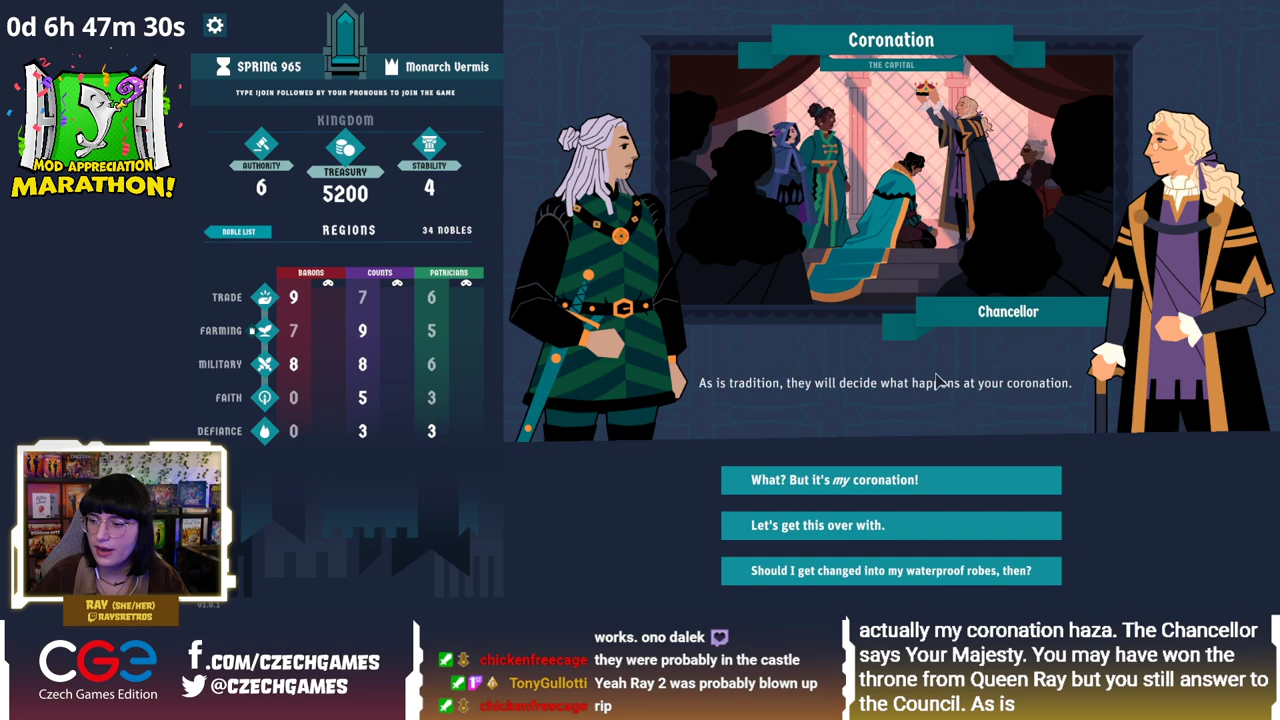 0d 6h 47m 30s
MOD APPRECIATION
MARATHON!
SPRING 965
Monarch Vermis
TYPE !JOIN FOLLOWED BY YOUR PRONOUNS TO JOIN THE GAME
KINGDOM
AUTHORITY
TREASURY
STABILITY
6
5200
4
NOBLE LIST
REGIONS
34 NOBLES
BARONS COUNTS PATRICIANS
TRADE 9 7 6
FARMING 7 9 5
MILITARY 8 8 6
FAITH 0 5 3
DEFIANCE 0 3 3
V1.0.1
Coronation
THE CAPITAL
Chancellor
As is tradition, they will decide what happens at your coronation.
What? But it's my coronation!
Let's get this over with.
Should I get changed into my waterproof robes, then?
RAY (SHE/HER)
RAYSRETROS
CGE
Czech Games Edition
f.COM/CZECHGAMES
@CZECHGAMES
works. ono dalek
chickenfreecage they were probably in the castle
TonyGullotti Yeah Ray 2 was probably blown up
chickenfreecage rip
actually my coronation haza. The Chancellor
says Your Majesty. You may have won the
throne from Queen Ray but you still answer to
the Council. As is